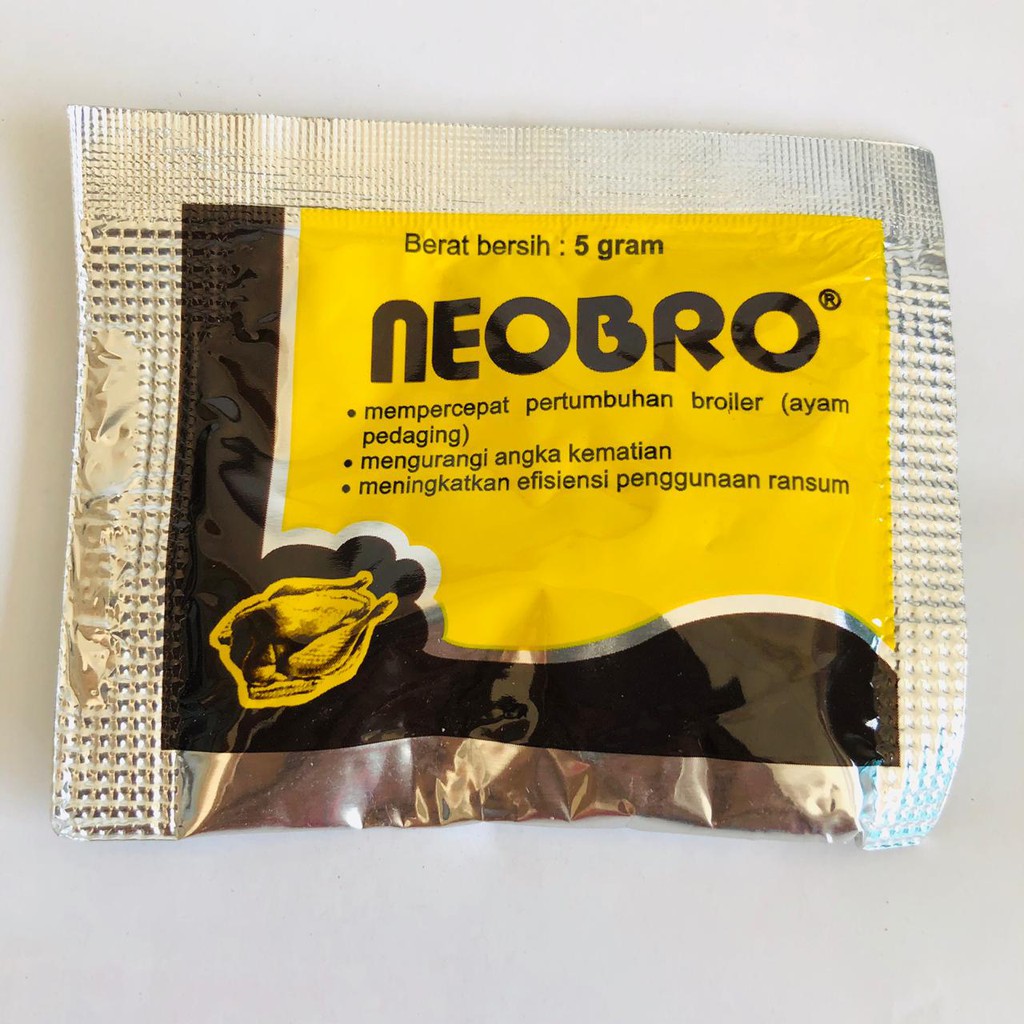 Berat bersih : 5 gram
NEOBRO®
• mempercepat pertumbuhan broiler (ayam
pedaging)
• mengurangi angka kematian
• meningkatkan efisiensi penggunaan ransum